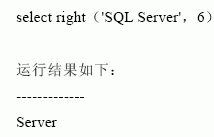 select right（'SQL Server'，6）
运行结果如下：
-------------
Server